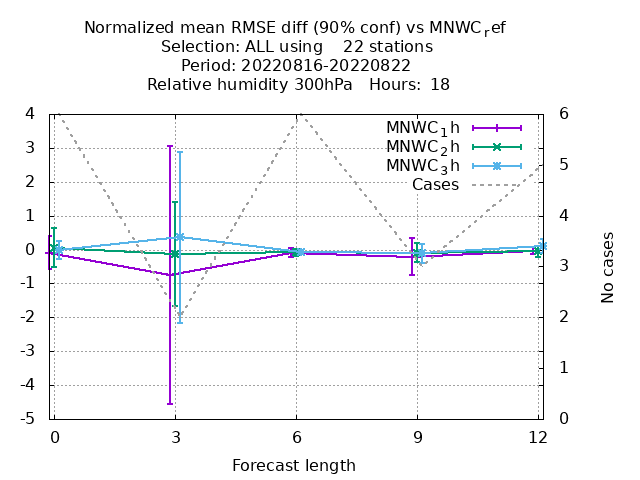 Normalized mean RMSE diff (90% conf) vs MNWC_ref
Selection: ALL using    22 stations
Period: 20220816-20220822
Relative humidity 300hPa   Hours: 18
MNWC_1h
MNWC_2h
MNWC_3h
Cases
4
3
2
1
0
-1
-2
-3
-4
-5
6
5
4
3
2
1
0
No cases
0 3 6 9 12
Forecast length